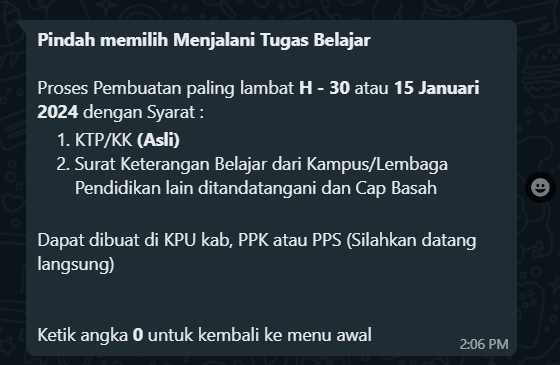 Pindah memilih Menjalani Tugas Belajar
Proses Pembuatan paling lambat H - 30 atau 15 Januari
2024 dengan Syarat :
1. KTP/KK (Asli)
2. Surat Keterangan Belajar dari Kampus/Lembaga
Pendidikan lain ditandatangani dan Cap Basah
Dapat dibuat di KPU kab, PPK atau PPS (Silahkan datang
langsung)
Ketik angka 0 untuk kembali ke menu awal
2:06 PM